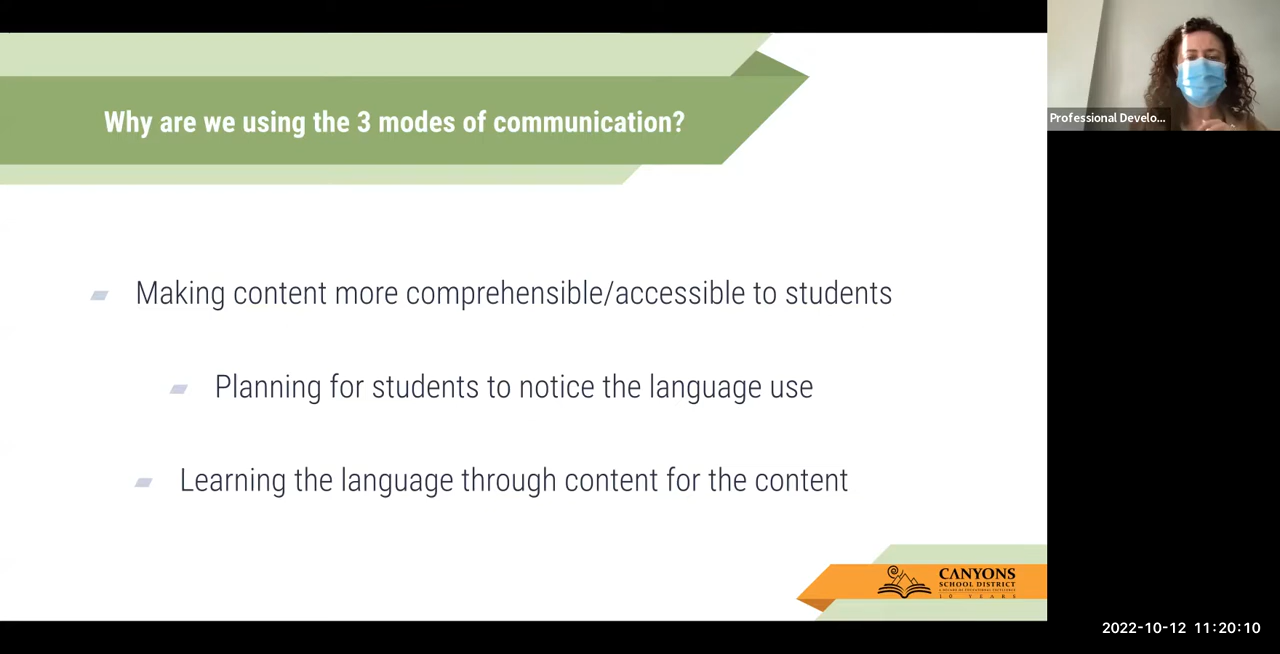 Why are we using the 3 modes of communication?
Professional Develo...
Making content more comprehensible/accessible to students
Planning for students to notice the language use
Learning the language through content for the content
CANYONS
SCHOOL DISTRICT
10 YEARS
2022-10-12 11:20:10